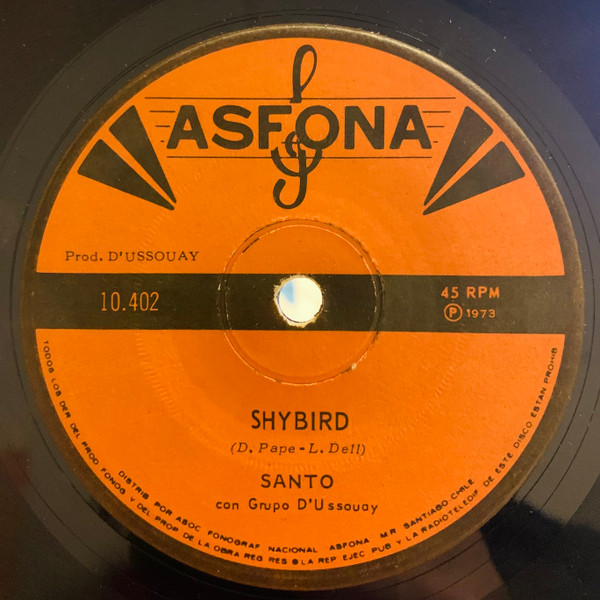 ASFONA
Prod. D'USSOUAY
10.402
45 RPM
Ⓟ 1973
SHYBIRD
(D. Pape - L. Dell)
SANTO
con Grupo D'Ussouay
DISTRIB POR ASOC FONOGRAF NACIONAL ASFONA M.R SANTIAGO-CHILE
TODOS LOS DER DEL PROD FONOG Y DEL PROP DE LA OBRA REG RES LA REP EJEC PUB Y LA RADIOTELEDIF DE ESTE DISCO ESTAN PROHIB